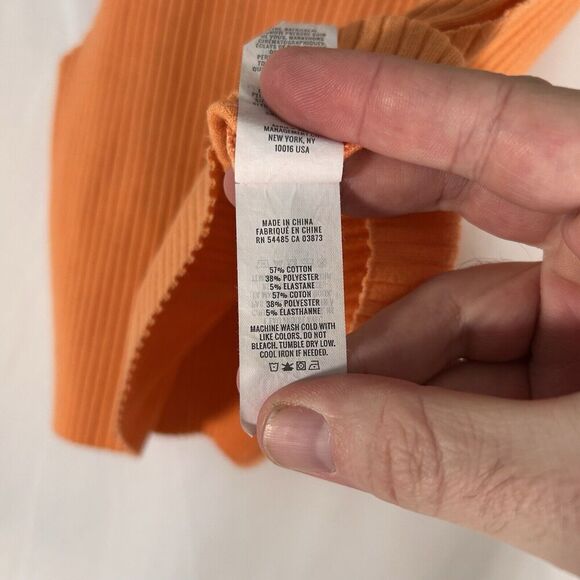 CINÉMATOGRAPHIQUES
MANAGEMENT
NEW YORK, NY
10016 USA
MADE IN CHINA
FABRIQUÉ EN CHINE
RN 54485 CA 03873
57% COTTON
38% POLYESTER
5% ELASTANE
57% COTON
38% POLYESTER
5% ELASTHANNE
MACHINE WASH COLD WITH
LIKE COLORS. DO NOT
BLEACH. TUMBLE DRY LOW.
COOL IRON IF NEEDED.